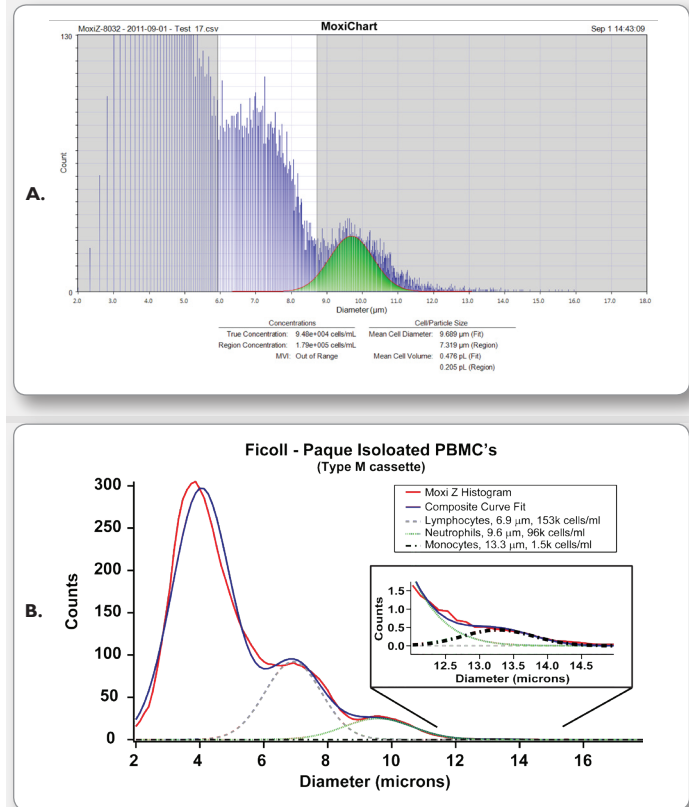 MoxiZ-8032 - 2011-09-01 - Test 17.csv MoxiChart Sep 1 14:43:09
130
Count
A.
0
2.0 3.0 4.0 5.0 6.0 7.0 8.0 9.0 10.0 11.0 12.0 13.0 14.0 15.0 16.0 17.0 18.0
Diameter (µm)
Concentrations Cell/Particle Size
True Concentration: 9.48e+004 cells/mL Mean Cell Diameter: 9.689 µm (Fit)
Region Concentration: 1.79e+005 cells/mL 7.319 µm (Region)
MVI: Out of Range Mean Cell Volume: 0.476 pL (Fit)
0.205 pL (Region)
Ficoll - Paque Isoloated PBMC's
(Type M cassette)
B.
Counts
300
250
200
150
100
50
0
2 4 6 8 10 12 14 16
Diameter (microns)
Moxi Z Histogram
Composite Curve Fit
Lymphocytes, 6.9 µm, 153k cells/ml
Neutrophils, 9.6 µm, 96k cells/ml
Monocytes, 13.3 µm, 1.5k cells/ml
Counts
1.5
1.0
0.5
0.0
12.5 13.0 13.5 14.0 14.5
Diameter (microns)